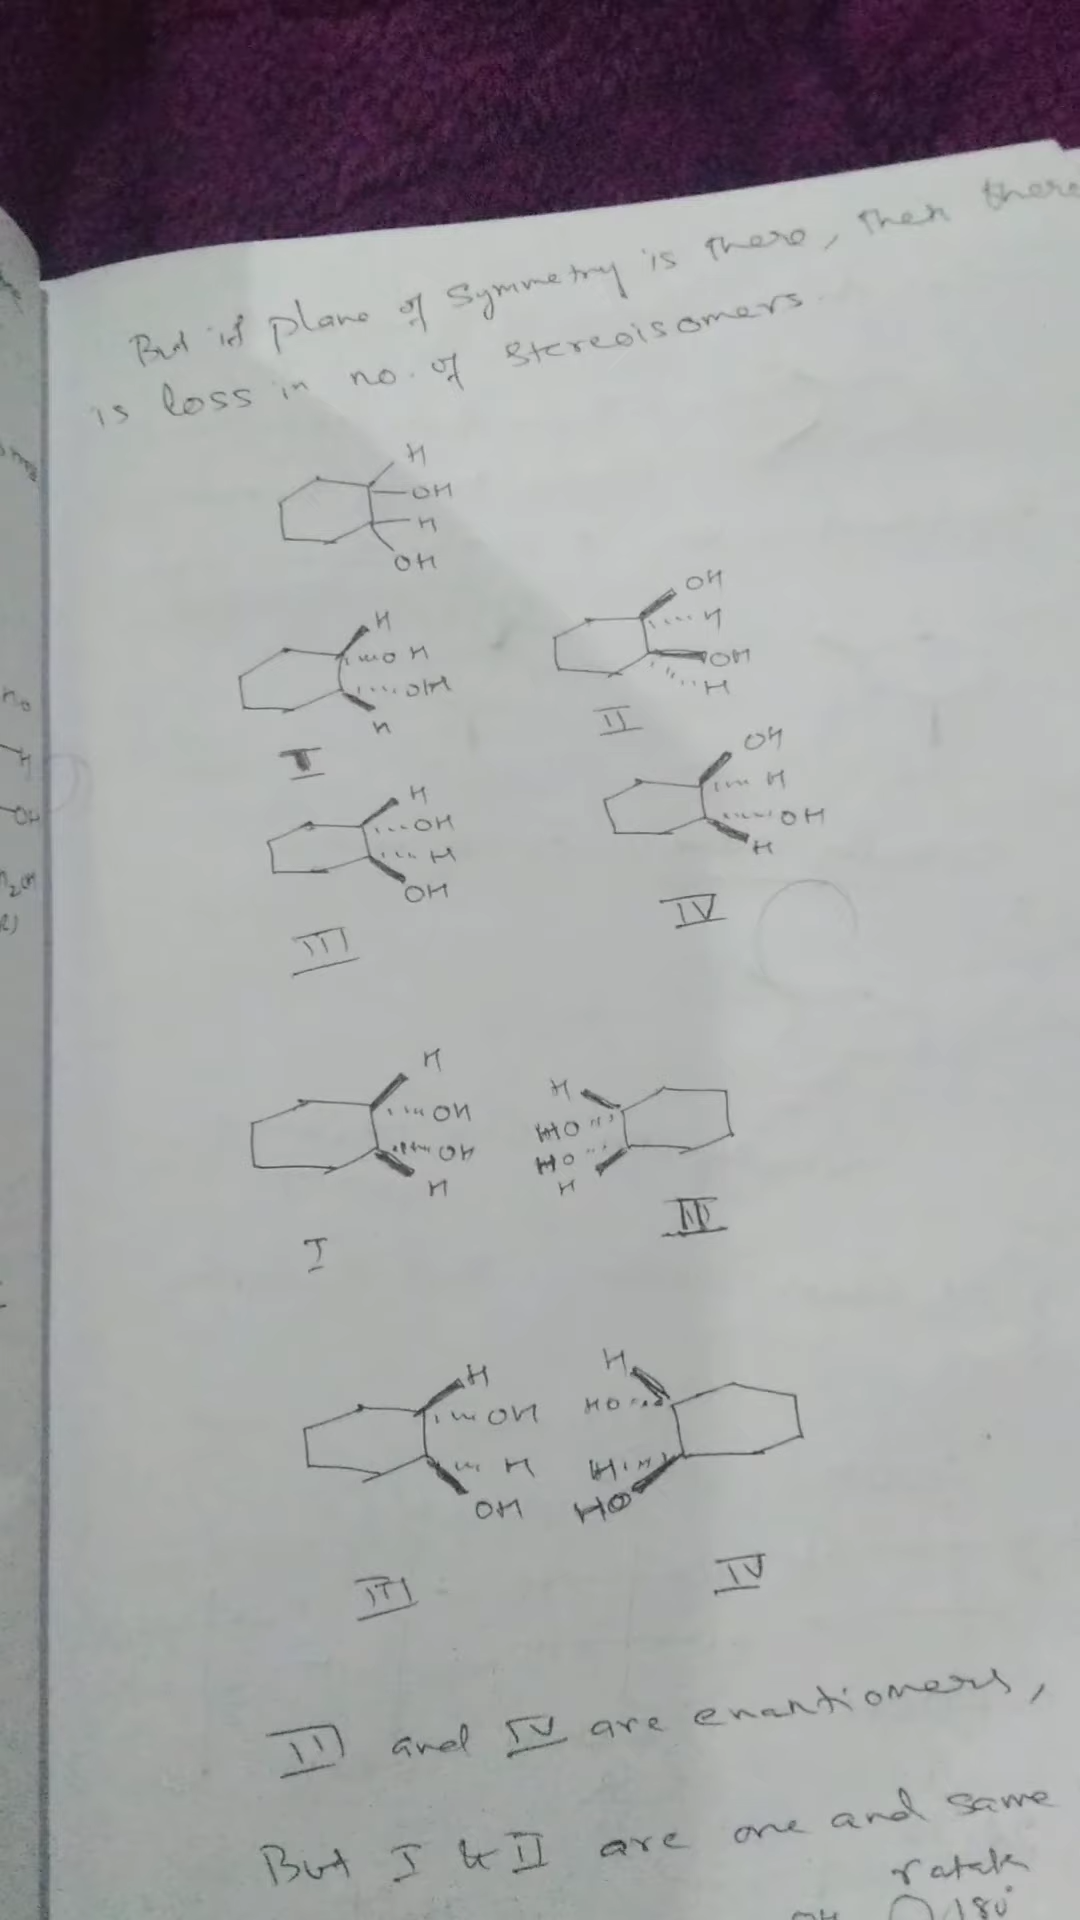 But if plane of symmetry is there, then there
is loss in no. of stereoisomers.
H
OH
H
OH
H
OH
OH
H
I
OH
H
OH
H
II
H
OH
H
OH
III
OH
H
OH
H
IV
H
OH
OH
H
I
H
HO
HO
H
H
OH
H
OH
III
H
HO
H
HO
IV
III and IV are enantiomers,
But I & II are one and same
OH
180°